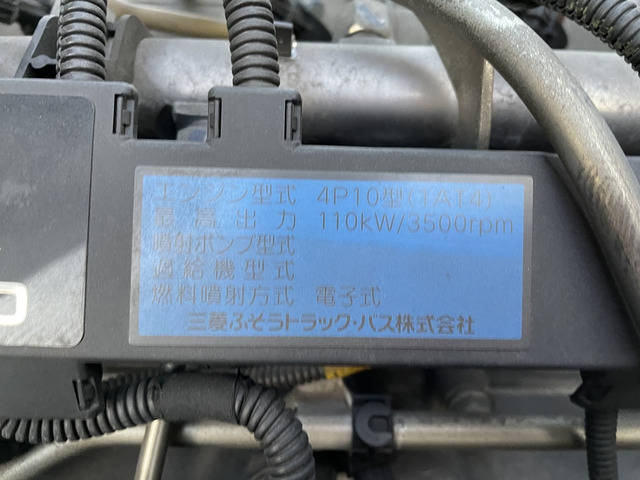 エンジン型式 4P10型(TA14)
最高出力 110kW/3500rpm
噴射ポンプ型式
過給機型式
燃料噴射方式 電子式
三菱ふそうトラック・バス株式会社